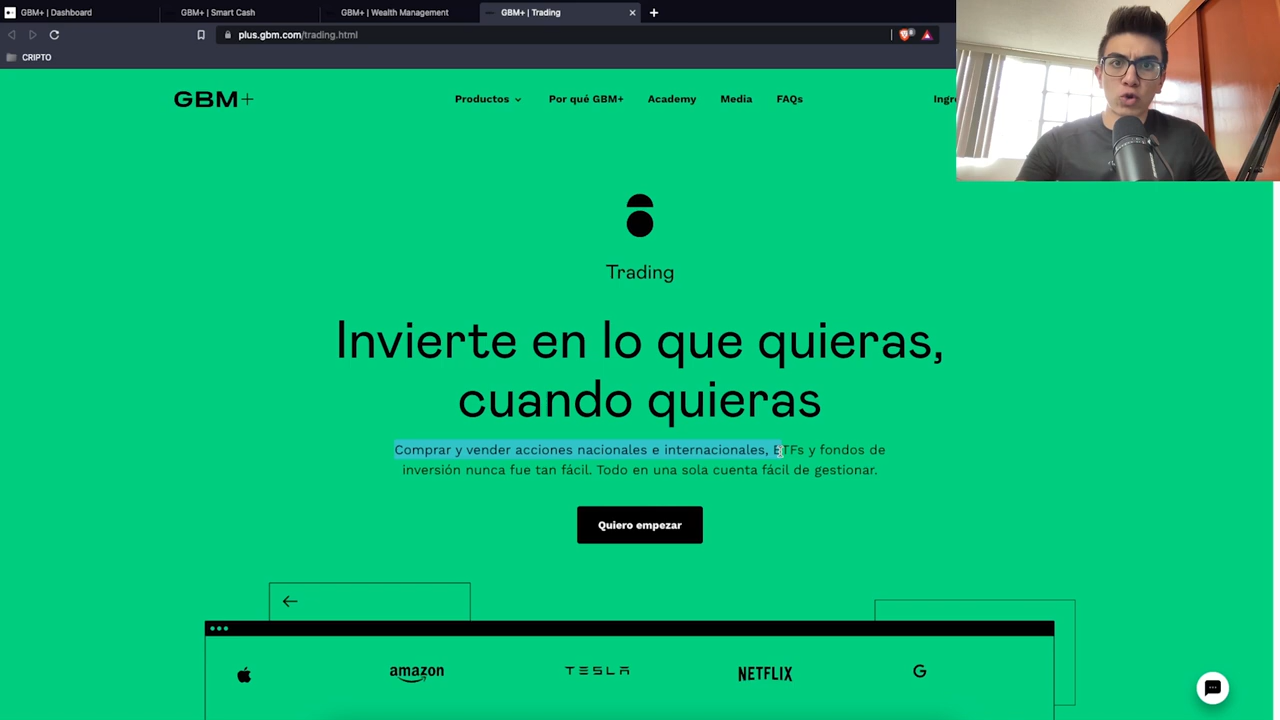 GBM+ | Dashboard
GBM+ | Smart Cash
GBM+ | Wealth Management
GBM+ | Trading
plus.gbm.com/trading.html
CRIPTO
GBM+
Productos
Por qué GBM+
Academy
Media
FAQs
Trading
Invierte en lo que quieras,
cuando quieras
Comprar y vender acciones nacionales e internacionales, ETFs y fondos de
inversión nunca fue tan fácil. Todo en una sola cuenta fácil de gestionar.
Quiero empezar
amazon
TESLA
NETFLIX
G